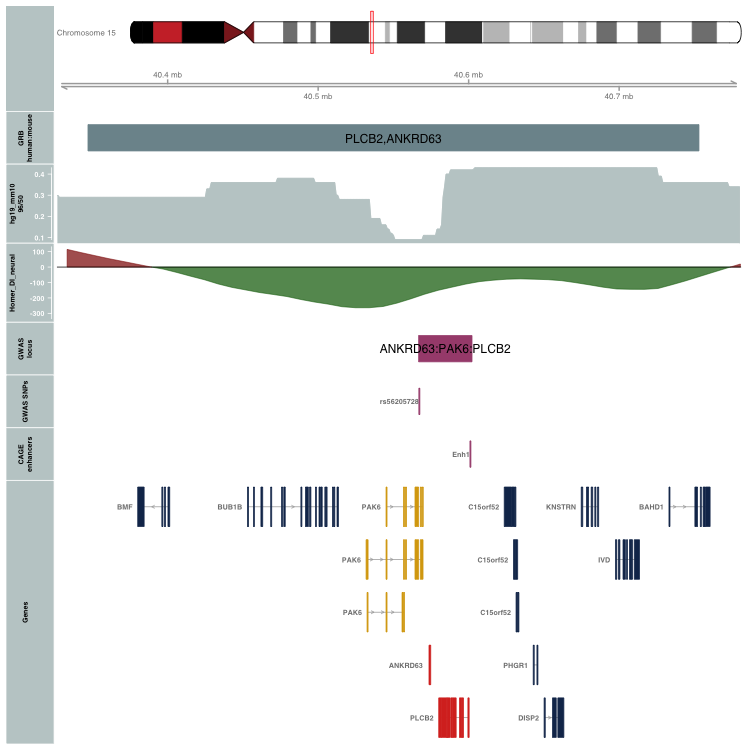 Chromosome 15
40.4 mb
40.6 mb
40.5 mb
40.7 mb
GRB
human:mouse
PLCB2,ANKRD63
hg19_mm10
96/50
0.4
0.3
0.2
0.1
Homer_DI_neural
100
0
-100
-200
-300
GWAS
locus
ANKRD63:PAK6:PLCB2
GWAS SNPs
rs56205728
CAGE
enhancers
Enh1
Genes
BMF
BUB1B
PAK6
C15orf52
KNSTRN
BAHD1
PAK6
C15orf52
IVD
PAK6
C15orf52
ANKRD63
PHGR1
PLCB2
DISP2